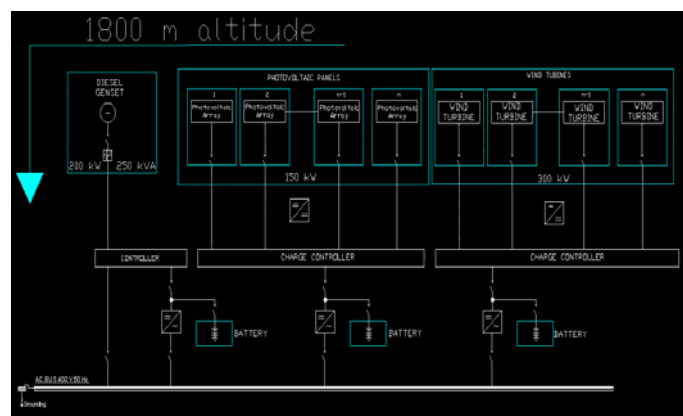 1800 m altitude
DIESEL
GENSET
200 kW 250 kVA
PHOTOVOLTAIC PANELS
1
Photovoltaic
Array
2
Photovoltaic
Array
n-1
Photovoltaic
Array
n
Photovoltaic
Array
150 kW
WIND TUBINES
1
WIND
TURBINE
2
WIND
TURBINE
n-1
WIND
TURBINE
n
WIND
TURBINE
300 kW
CONTROLLER
CHARGE CONTROLLER
CHARGE CONTROLLER
BATTERY
BATTERY
BATTERY
Grounding